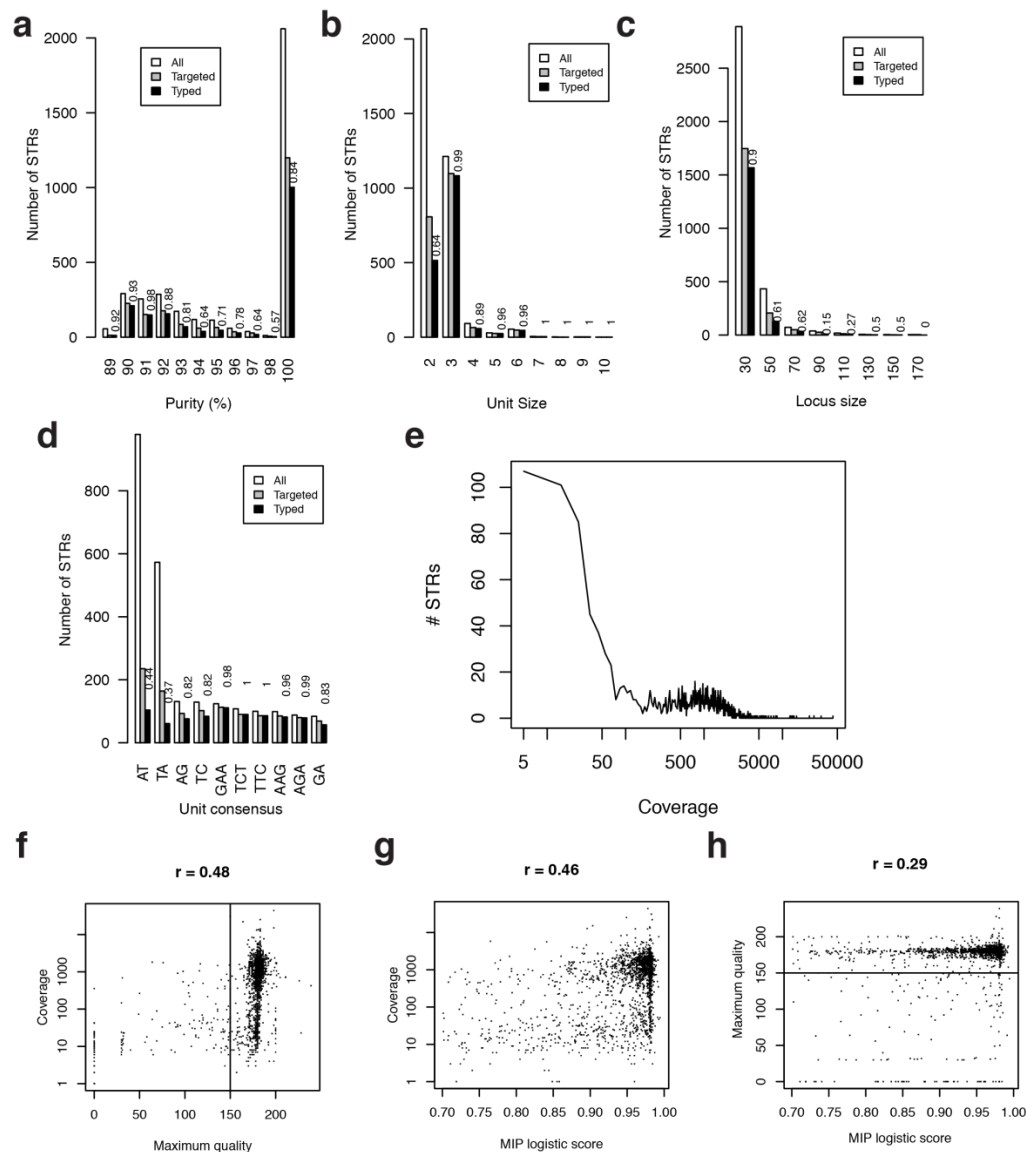 a
Number of STRs
2000
1500
1000
500
0
All
Targeted
Typed
0.92
0.93
0.98
0.88
0.81
0.64
0.71
0.78
0.64
0.57
0.84
89
90
91
92
93
94
95
96
97
98
100
Purity (%)
b
Number of STRs
2000
1500
1000
500
0
All
Targeted
Typed
0.64
0.99
0.89
0.96
0.96
1
1
1
1
2
3
4
5
6
7
8
9
10
Unit Size
c
Number of STRs
2500
2000
1500
1000
500
0
All
Targeted
Typed
0.9
0.61
0.62
0.15
0.27
0.5
0.5
0
30
50
70
90
110
130
150
170
Locus size
d
Number of STRs
800
600
400
200
0
All
Targeted
Typed
0.44
0.37
0.82
0.82
0.98
1
1
0.96
0.99
0.83
AT
TA
AG
TC
GAA
TCT
TTC
AAG
AGA
GA
Unit consensus
e
# STRs
100
80
60
40
20
0
5
50
500
5000
50000
Coverage
f
r = 0.48
Coverage
1000
100
10
1
0
50
100
150
200
Maximum quality
g
r = 0.46
Coverage
1000
100
10
1
0.70
0.75
0.80
0.85
0.90
0.95
1.00
MIP logistic score
h
r = 0.29
Maximum quality
200
150
100
50
0
0.70
0.75
0.80
0.85
0.90
0.95
1.00
MIP logistic score